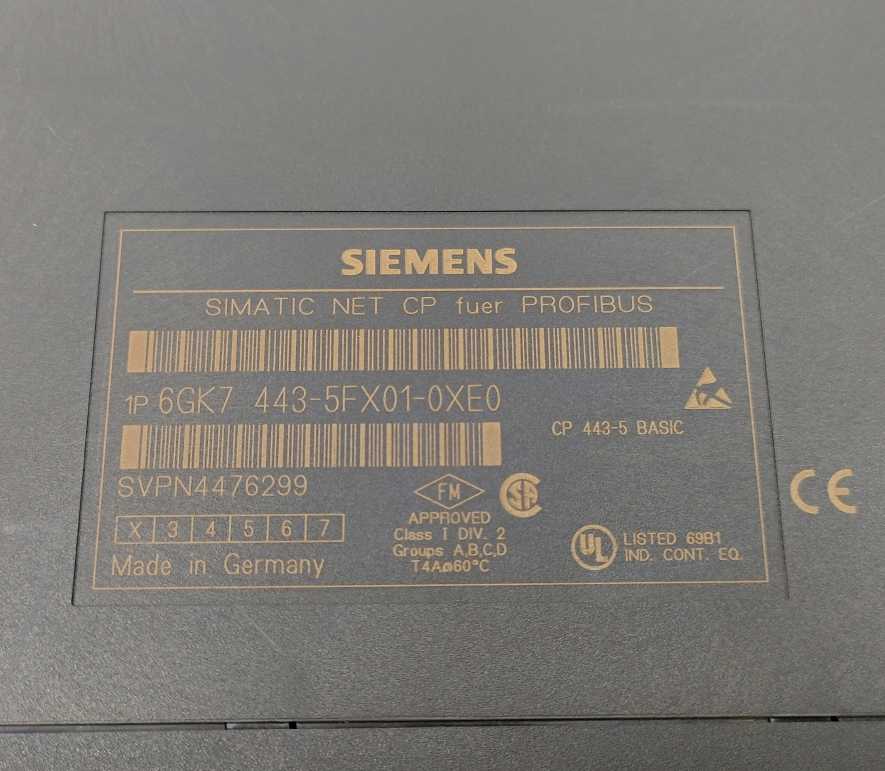 SIEMENS
SIMATIC NET CP fuer PROFIBUS
1P 6GK7 443-5FX01-0XE0
CP 443-5 BASIC
SVPN4476299
X 3 4 5 6 7
Made in Germany
FM
APPROVED
Class I DIV. 2
Groups A,B,C,D
T4A@60°C
SA
UL
LISTED 69B1
IND. CONT. EQ.
CE